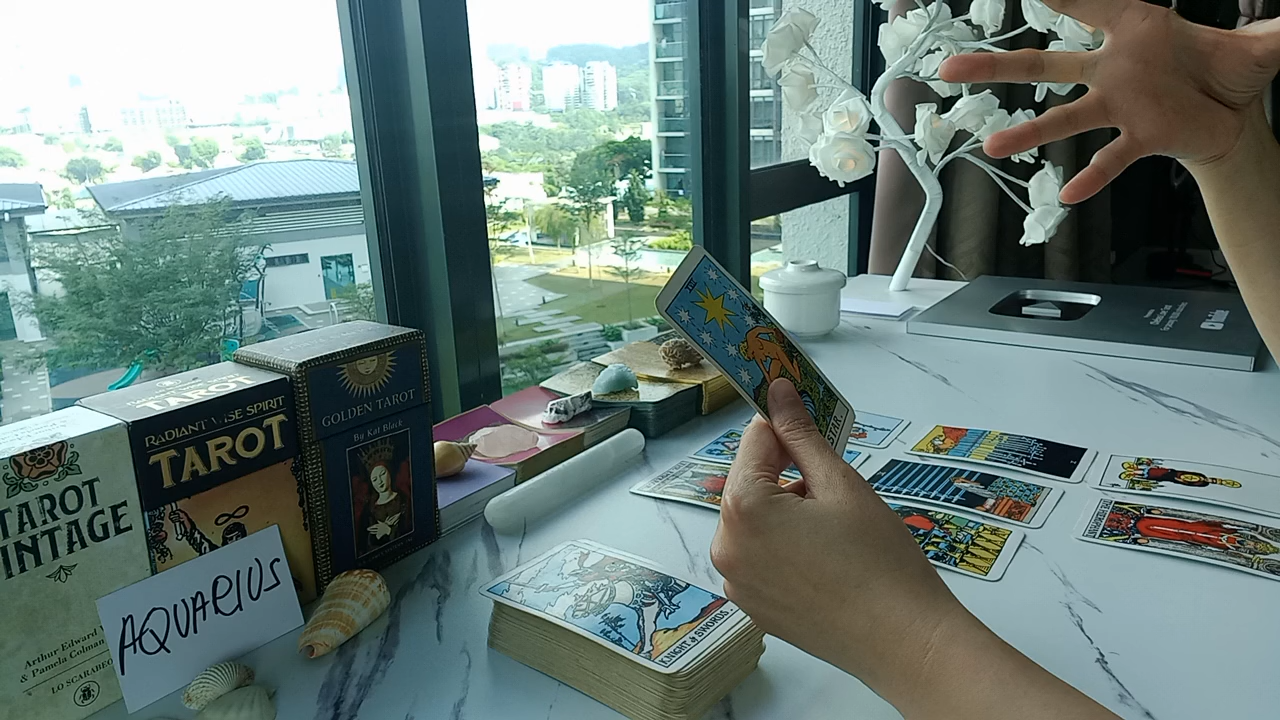 TAROT
VINTAGE
Arthur Edward
& Pamela Colman
LO SCARABEO
AQUARIUS
TAROT
RADIANT WISE SPIRIT
TAROT
GOLDEN TAROT
By Kat Black
KNIGHT of SWORDS.
STAR